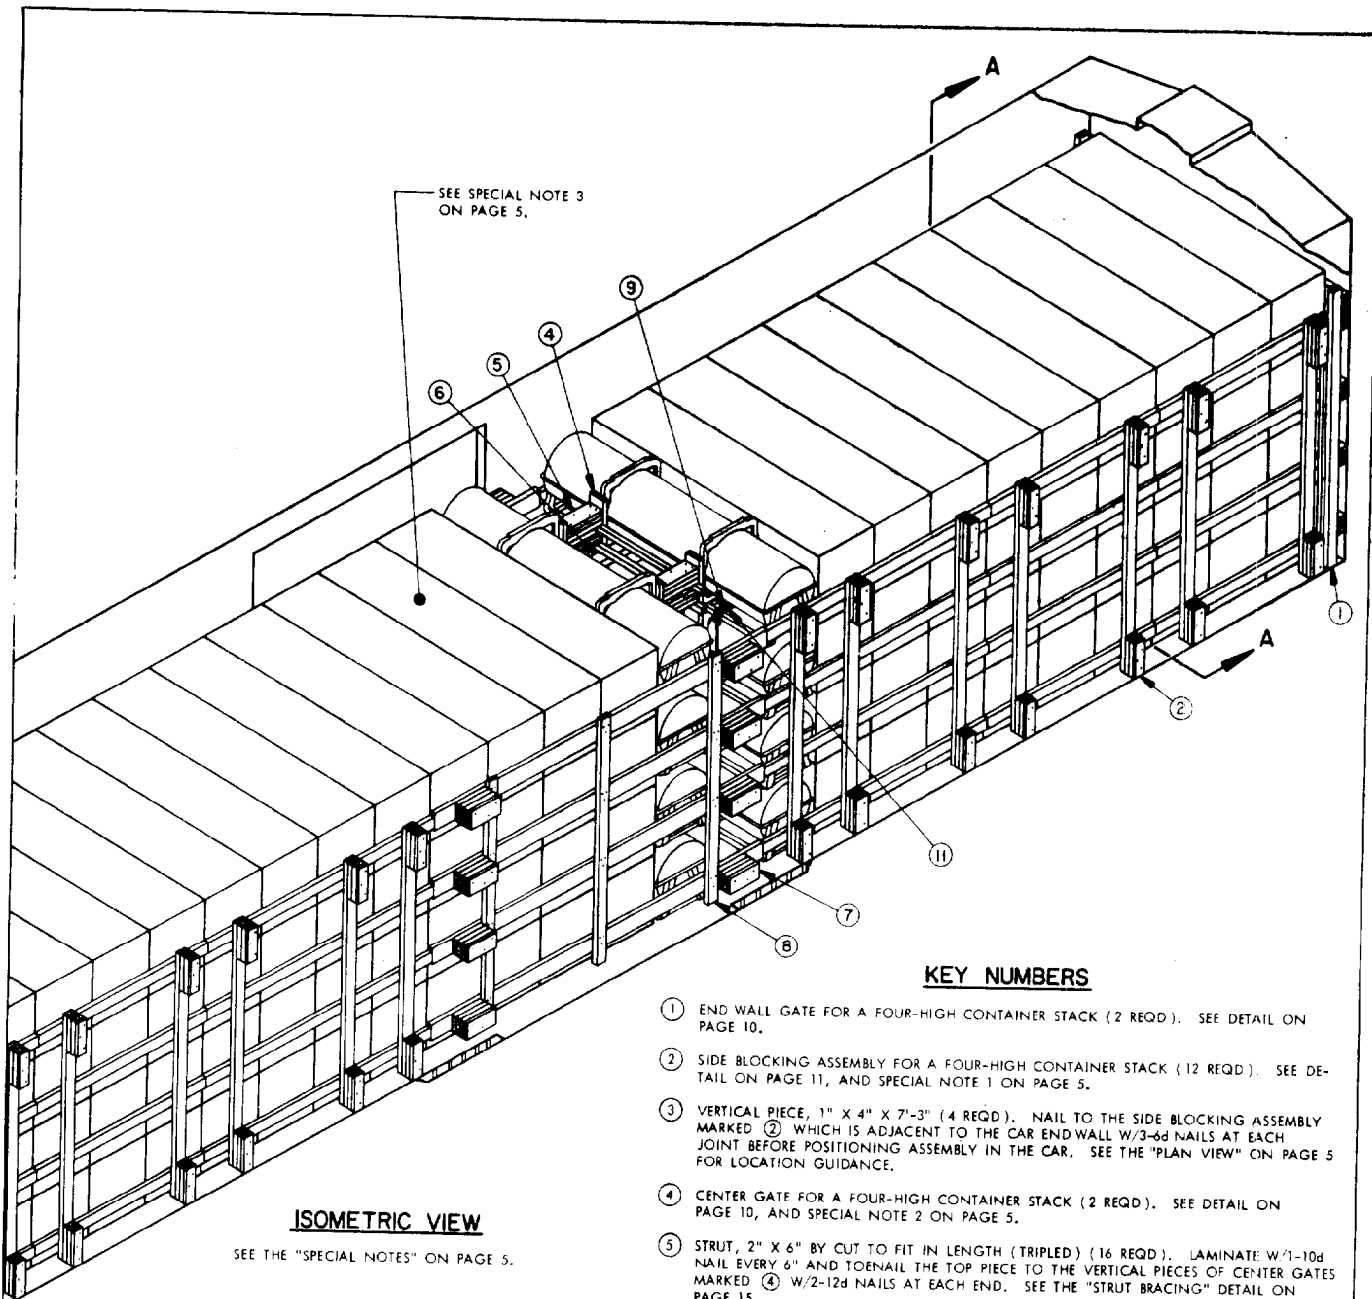 A
SEE SPECIAL NOTE 3
ON PAGE 5.
9
4
5
6
1
A
2
11
7
8
KEY NUMBERS
1 END WALL GATE FOR A FOUR-HIGH CONTAINER STACK (2 REQD). SEE DETAIL ON
PAGE 10.
2 SIDE BLOCKING ASSEMBLY FOR A FOUR-HIGH CONTAINER STACK (12 REQD). SEE DE-
TAIL ON PAGE 11, AND SPECIAL NOTE 1 ON PAGE 5.
3 VERTICAL PIECE, 1" X 4" X 7'-3" (4 REQD). NAIL TO THE SIDE BLOCKING ASSEMBLY
MARKED 2 WHICH IS ADJACENT TO THE CAR END WALL W/3-6d NAILS AT EACH
JOINT BEFORE POSITIONING ASSEMBLY IN THE CAR. SEE THE "PLAN VIEW" ON PAGE 5
FOR LOCATION GUIDANCE.
4 CENTER GATE FOR A FOUR-HIGH CONTAINER STACK (2 REQD). SEE DETAIL ON
PAGE 10, AND SPECIAL NOTE 2 ON PAGE 5.
5 STRUT, 2" X 6" BY CUT TO FIT IN LENGTH (TRIPLED) (16 REQD). LAMINATE W/1-10d
NAIL EVERY 6" AND TOENAIL THE TOP PIECE TO THE VERTICAL PIECES OF CENTER GATES
MARKED 4 W/2-12d NAILS AT EACH END. SEE THE "STRUT BRACING" DETAIL ON
PAGE 15
ISOMETRIC VIEW
SEE THE "SPECIAL NOTES" ON PAGE 5.